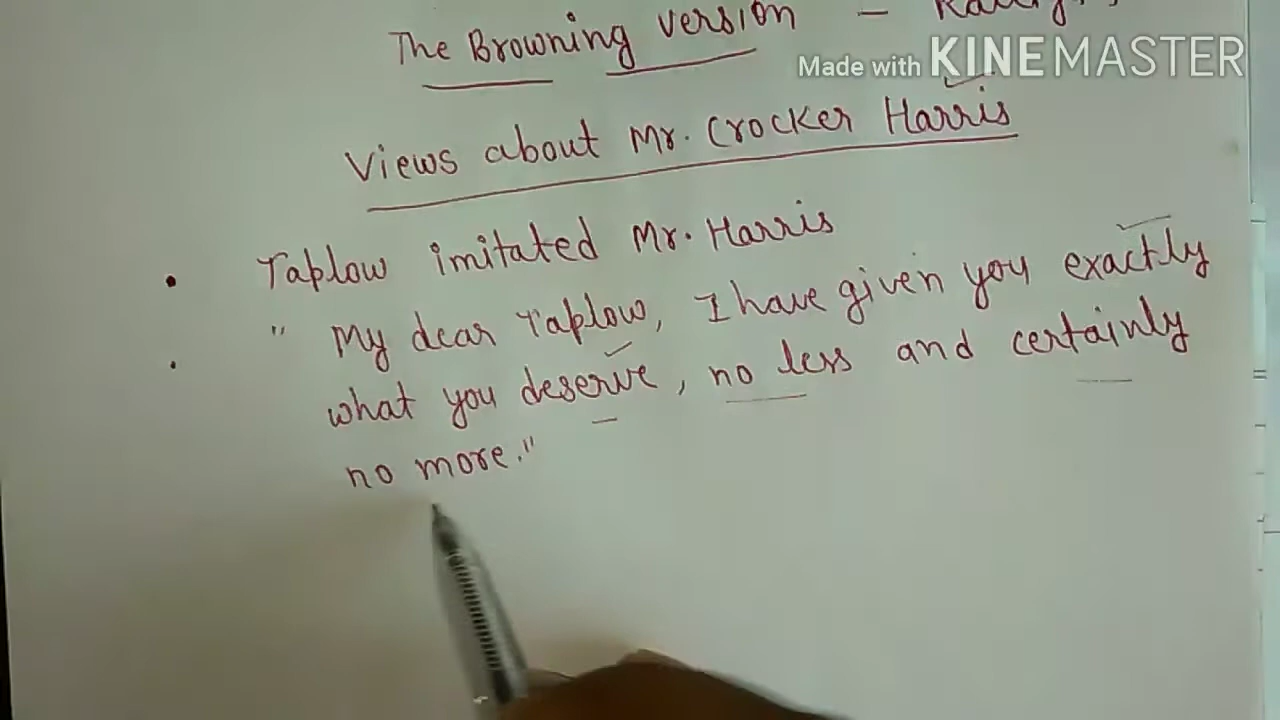 The Browning version -
Made with KINEMASTER
Views about Mr. Crocker Harris
• Taplow imitated Mr. Harris
" My dear Taplow, I have given you exactly
what you deserve, no less and certainly
no more."